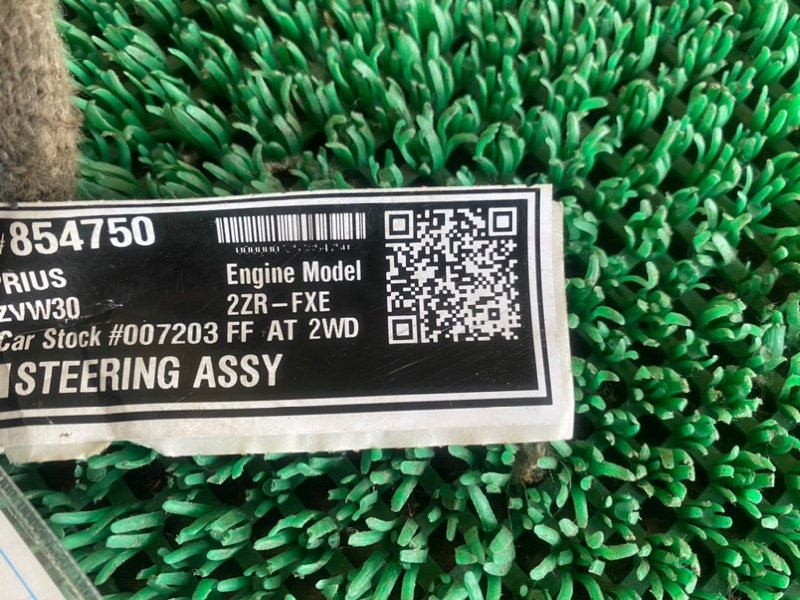 #854750
PRIUS
Engine Model
ZVW30
2ZR-FXE
Car Stock #007203 FF AT 2WD
STEERING ASSY